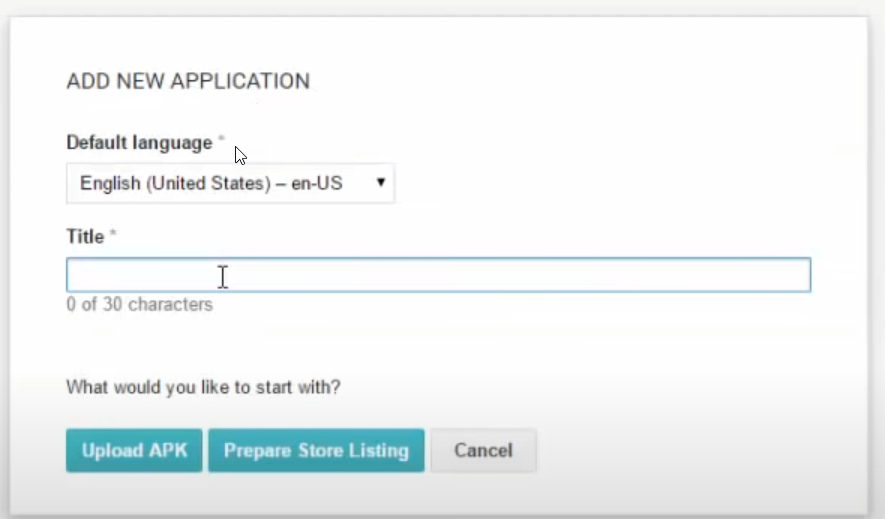 ADD NEW APPLICATION
Default language *
English (United States) – en-US
Title *
0 of 30 characters
What would you like to start with?
Upload APK Prepare Store Listing Cancel